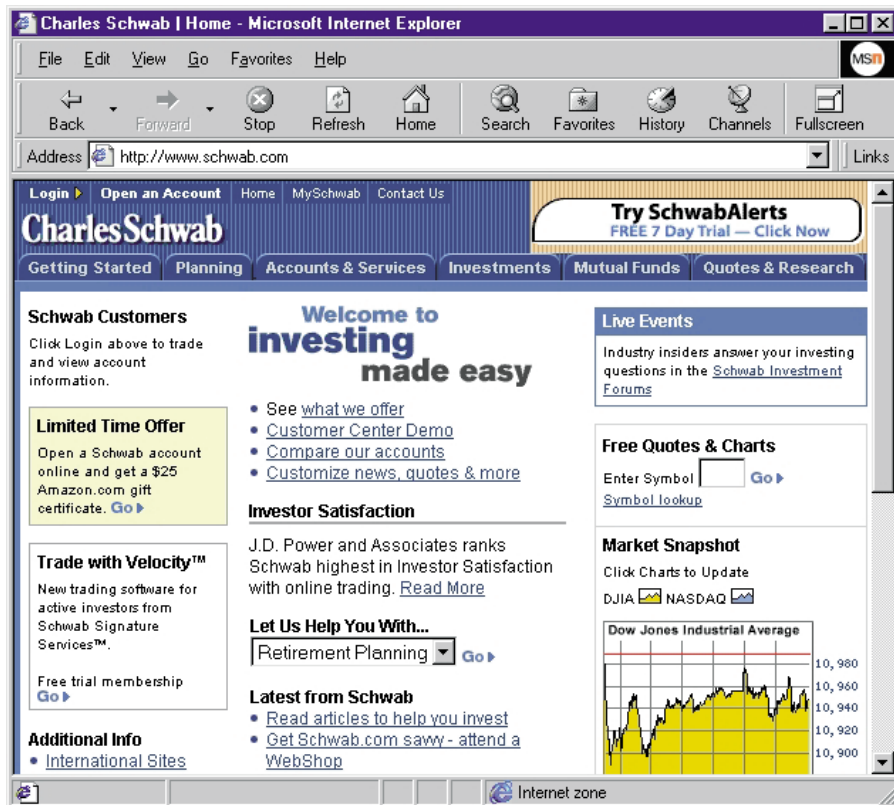 Charles Schwab | Home - Microsoft Internet Explorer
File Edit View Go Favorites Help
MSn
Back Forward Stop Refresh Home Search Favorites History Channels Fullscreen
Address http://www.schwab.com Links
Login Open an Account Home MySchwab Contact Us
Charles Schwab
Try SchwabAlerts
FREE 7 Day Trial — Click Now
Getting Started Planning Accounts & Services Investments Mutual Funds Quotes & Research
Schwab Customers
Click Login above to trade
and view account
information.
Limited Time Offer
Open a Schwab account
online and get a $25
Amazon.com gift
certificate. Go
Trade with Velocity™
New trading software for
active investors from
Schwab Signature
Services™.
Free trial membership
Go
Additional Info
• International Sites
Welcome to
investing
made easy
• See what we offer
• Customer Center Demo
• Compare our accounts
• Customize news, quotes & more
Investor Satisfaction
J.D. Power and Associates ranks
Schwab highest in Investor Satisfaction
with online trading. Read More
Let Us Help You With...
Retirement Planning Go
Latest from Schwab
• Read articles to help you invest
• Get Schwab.com savvy - attend a
WebShop
Live Events
Industry insiders answer your investing
questions in the Schwab Investment
Forums
Free Quotes & Charts
Enter Symbol Go
Symbol lookup
Market Snapshot
Click Charts to Update
DJIA NASDAQ
Dow Jones Industrial Average
10,980
10,960
10,940
10,920
10,900
Internet zone